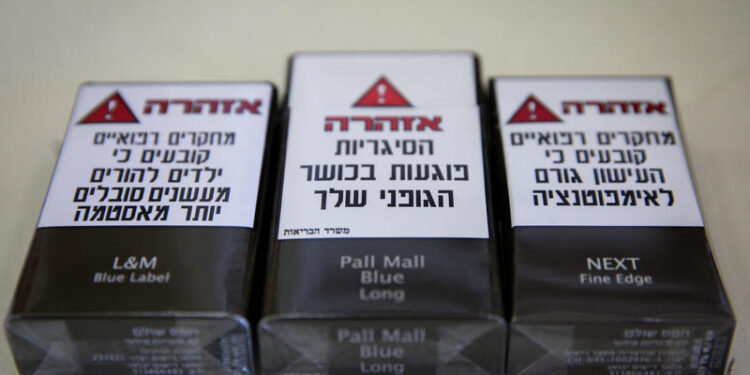 אזהרה
מחקרים רפואיים
קובעים כי
ילדים להורים
מעשנים סובלים
יותר מאסטמה
L&M
Blue Label
אזהרה
הסיגריות
פוגעות בכושר
הגופני שלך
משרד הבריאות
Pall Mall
Blue
Long
Pall Mall
Blue
Long
אזהרה
מחקרים רפואיים
קובעים כי
העישון גורם
לאימפוטנציה
NEXT
Fine Edge